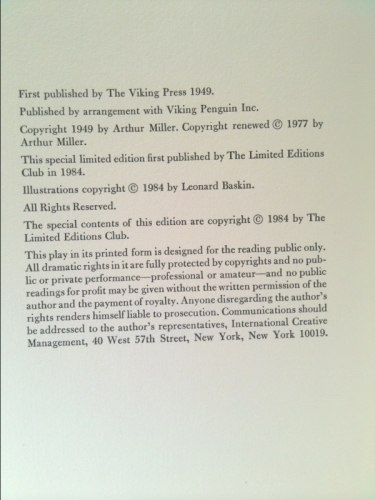 First published by The Viking Press 1949.
Published by arrangement with Viking Penguin Inc.
Copyright 1949 by Arthur Miller. Copyright renewed © 1977 by
Arthur Miller.
This special limited edition first published by The Limited Editions
Club in 1984.
Illustrations copyright © 1984 by Leonard Baskin.
All Rights Reserved.
The special contents of this edition are copyright © 1984 by The
Limited Editions Club.
This play in its printed form is designed for the reading public only.
All dramatic rights in it are fully protected by copyrights and no pub-
lic or private performance—professional or amateur—and no public
readings for profit may be given without the written permission of the
author and the payment of royalty. Anyone disregarding the author's
rights renders himself liable to prosecution. Communications should
be addressed to the author's representatives, International Creative
Management, 40 West 57th Street, New York, New York 10019.